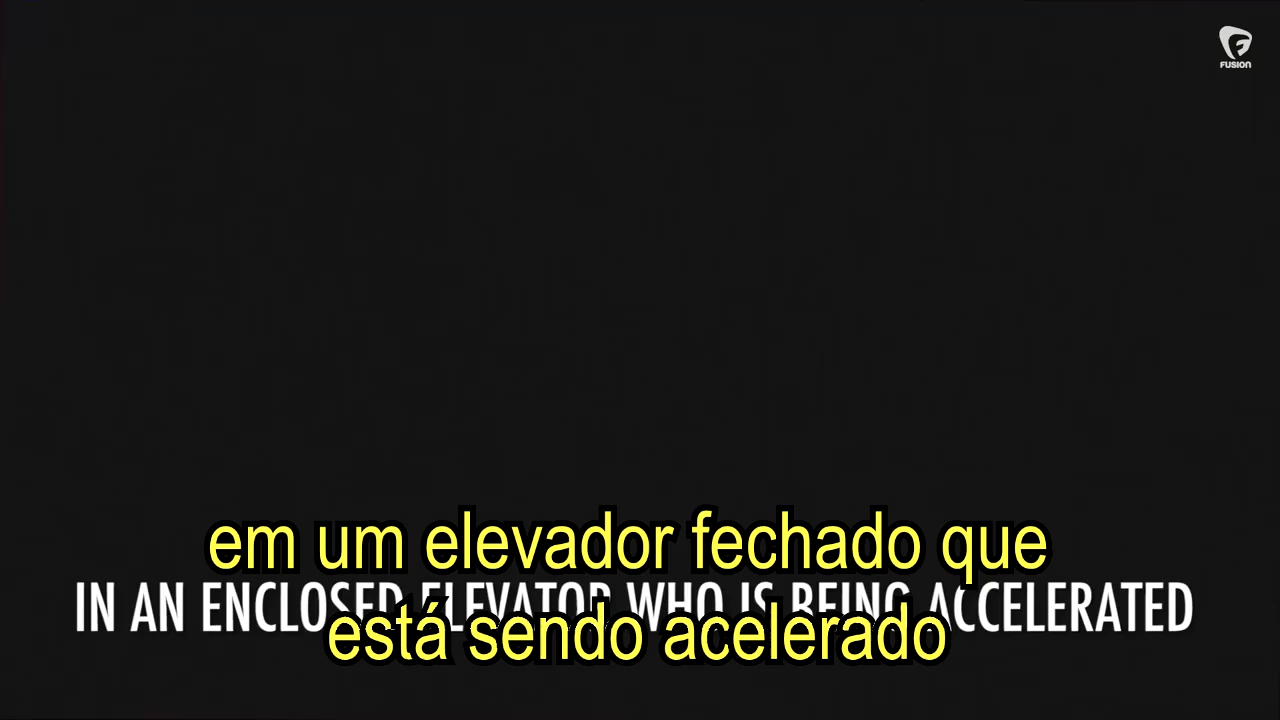 FUSION
em um elevador fechado que
IN AN ENCLOSED ELEVATOR WHO IS BEING ACCELERATED
está sendo acelerado